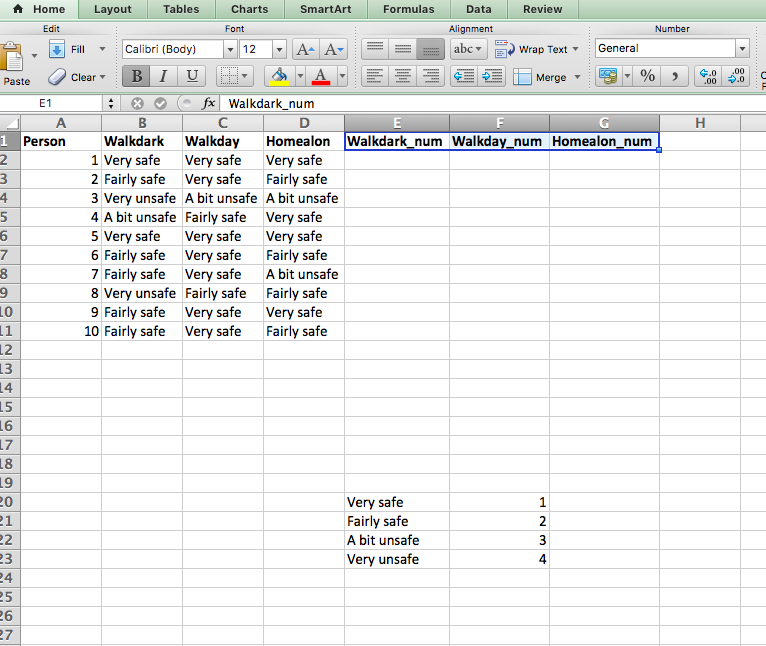 Home Layout Tables Charts SmartArt Formulas Data Review
Edit Font Alignment Number
Fill Calibri (Body) 12 A A abc Wrap Text General
Paste Clear B I U A Merge % , .0 .00 .00 .0
E1 fx Walkdark_num
A B C D E F G H
1 Person Walkdark Walkday Homealon Walkdark_num Walkday_num Homealon_num
2 1 Very safe Very safe Very safe
3 2 Fairly safe Very safe Fairly safe
4 3 Very unsafe A bit unsafe A bit unsafe
5 4 A bit unsafe Fairly safe Very safe
6 5 Very safe Very safe Very safe
7 6 Fairly safe Very safe Fairly safe
8 7 Fairly safe Very safe A bit unsafe
9 8 Very unsafe Fairly safe Fairly safe
10 9 Fairly safe Very safe Very safe
11 10 Fairly safe Very safe Fairly safe
12
13
14
15
16
17
18
19
20 Very safe 1
21 Fairly safe 2
22 A bit unsafe 3
23 Very unsafe 4
24
25
26
27